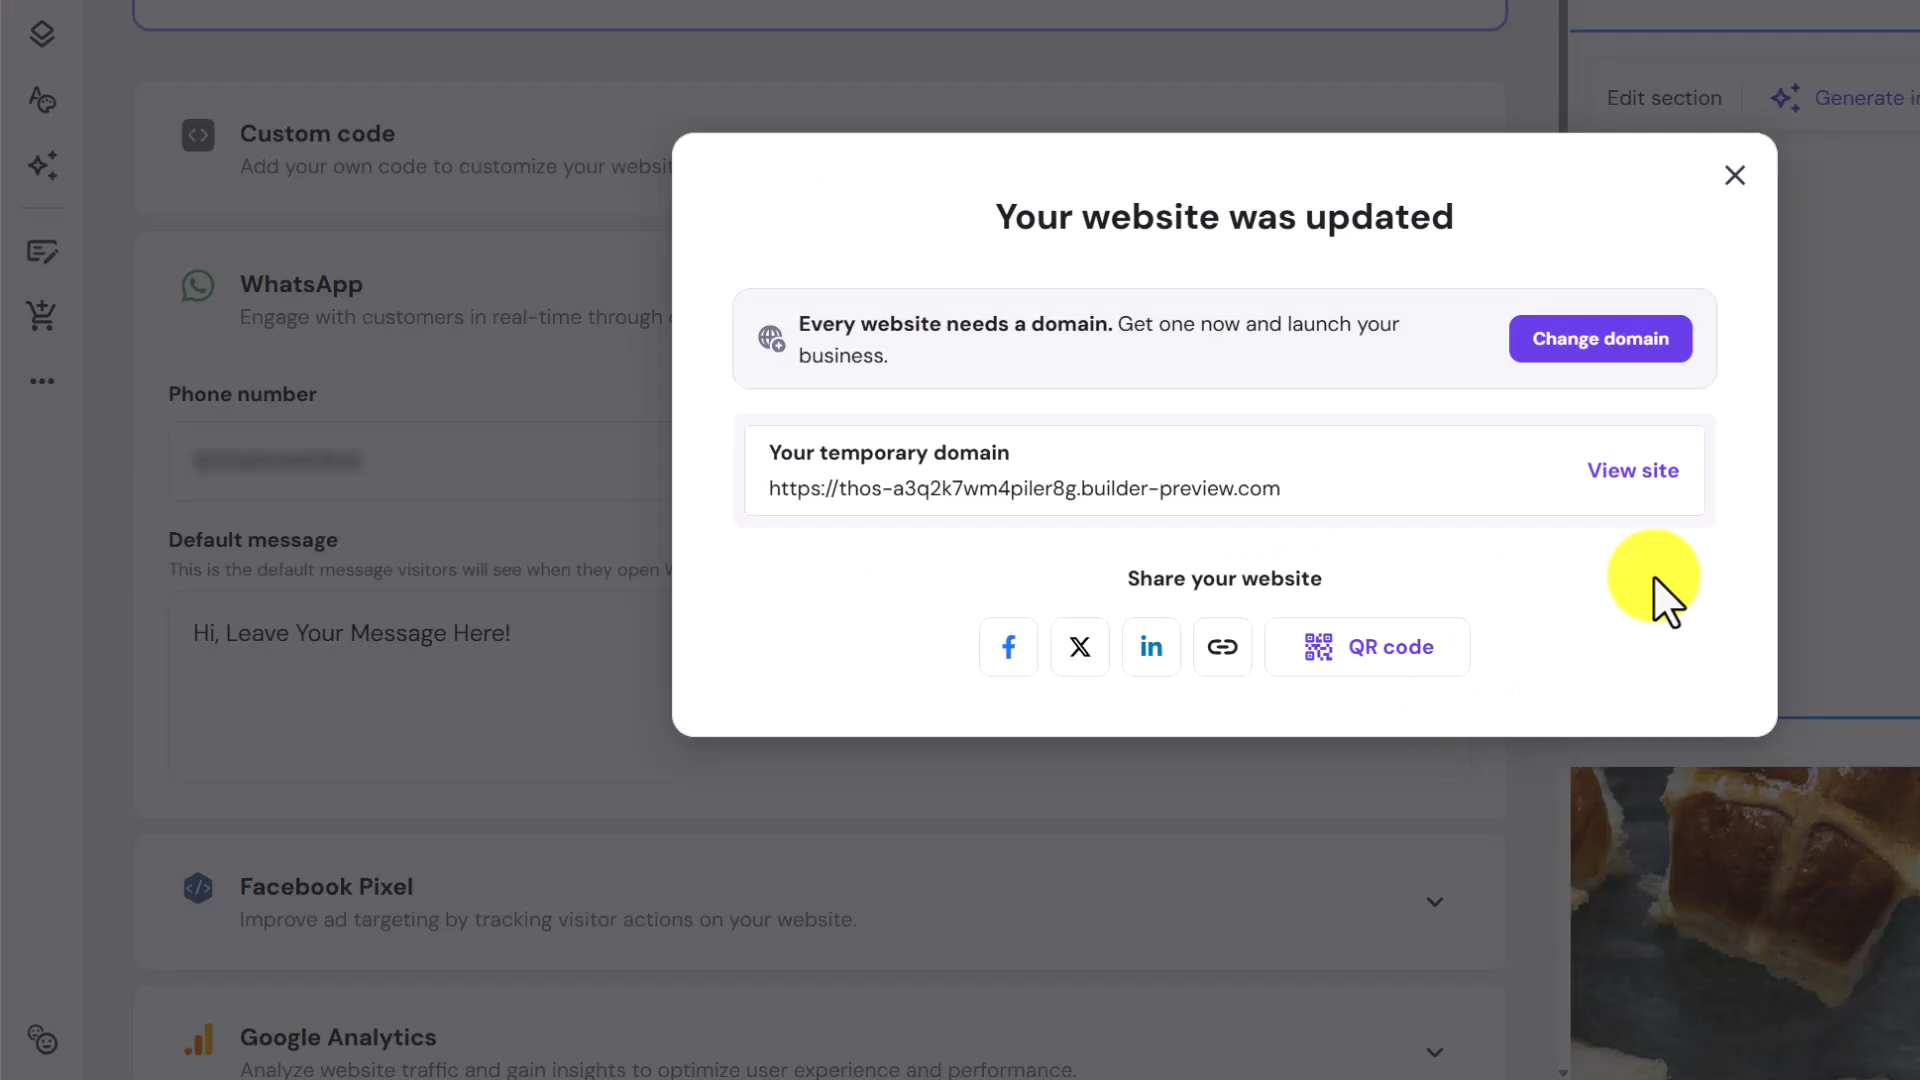 Edit section
Generate
Custom code
Add your own code to customize your
Your website was updated
WhatsApp
Engage with customers in real-time through
Every website needs a domain. Get one now and launch your
business.
Change domain
Phone number
Your temporary domain
https://thos-a3q2k7wm4piler8g.builder-preview.com
View site
Default message
This is the default message visitors will see when they open
Share your website
Hi, Leave Your Message Here!
f
X
in
QR code
Facebook Pixel
Improve ad targeting by tracking visitor actions on your website.
Google Analytics
Analyze website traffic and gain insights to optimize user experience and performance.